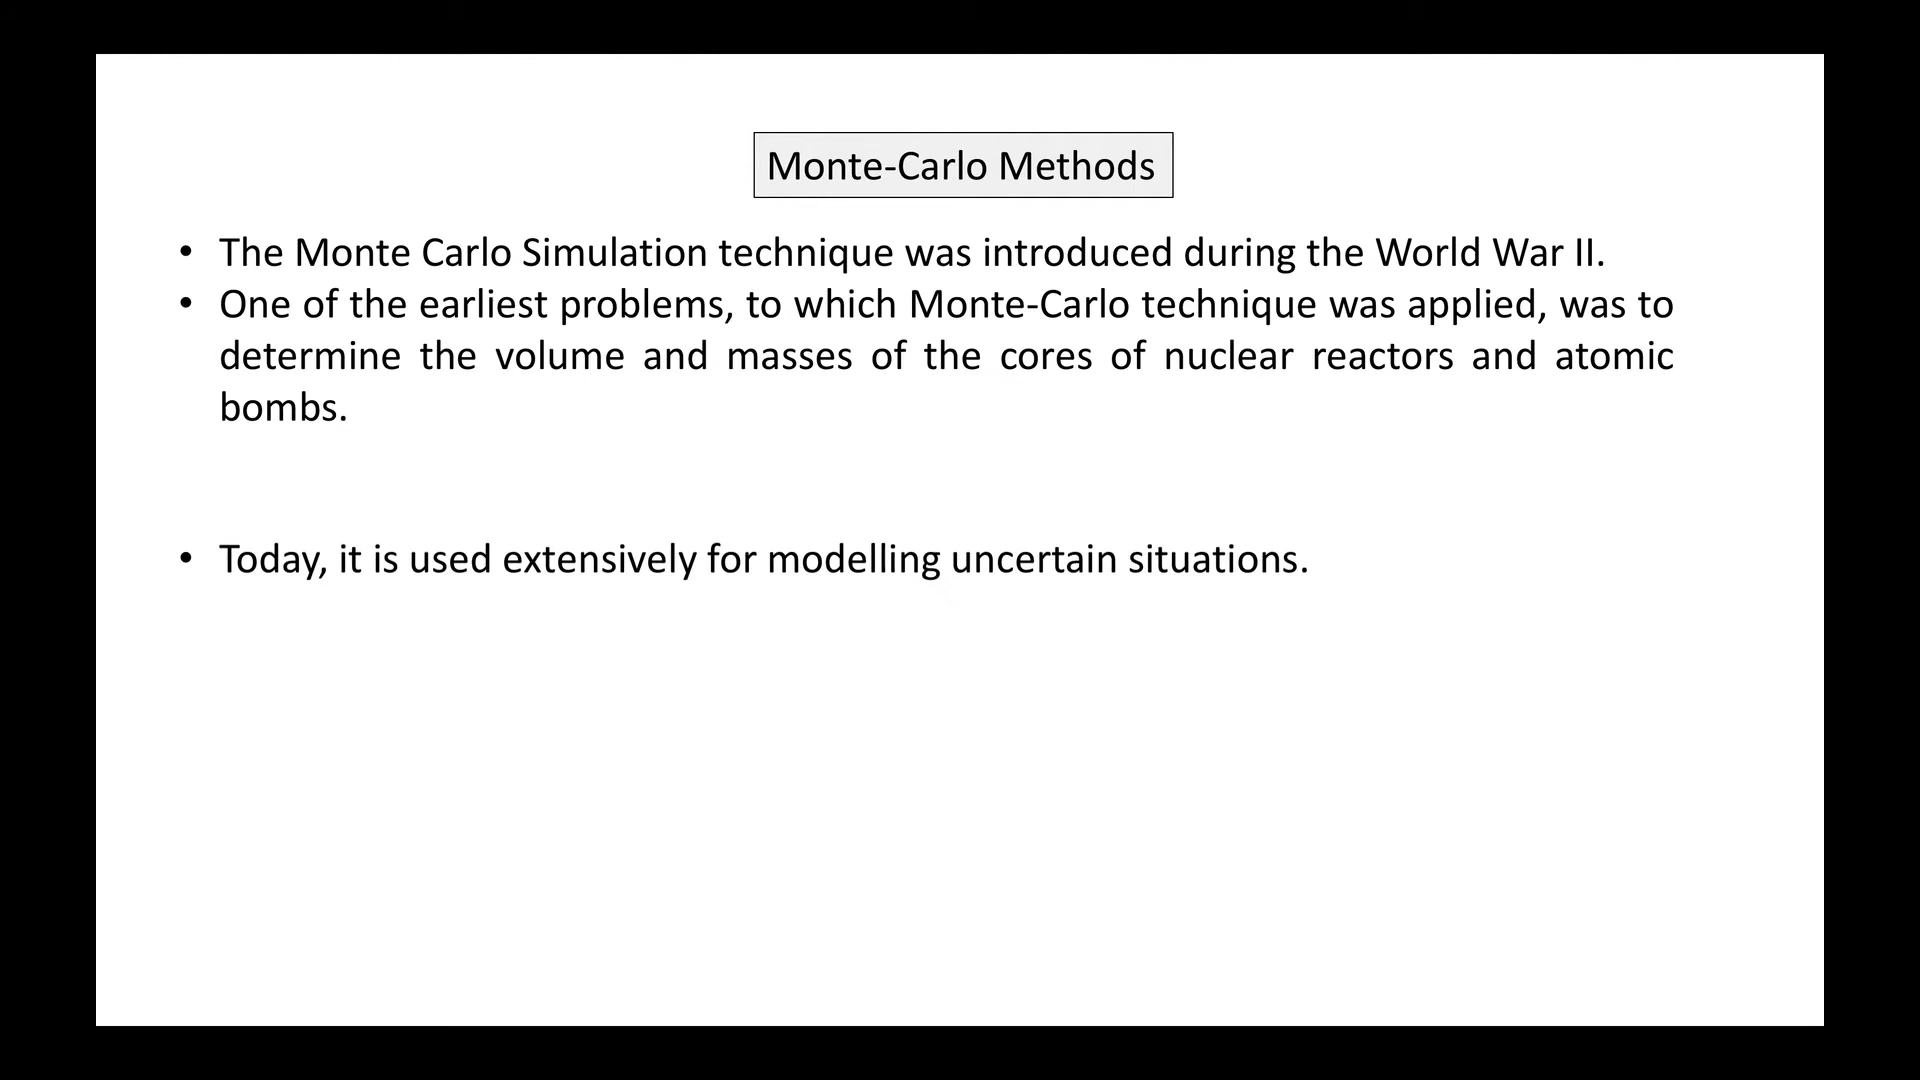 Monte-Carlo Methods
• The Monte Carlo Simulation technique was introduced during the World War II.
• One of the earliest problems, to which Monte-Carlo technique was applied, was to
determine the volume and masses of the cores of nuclear reactors and atomic
bombs.
• Today, it is used extensively for modelling uncertain situations.